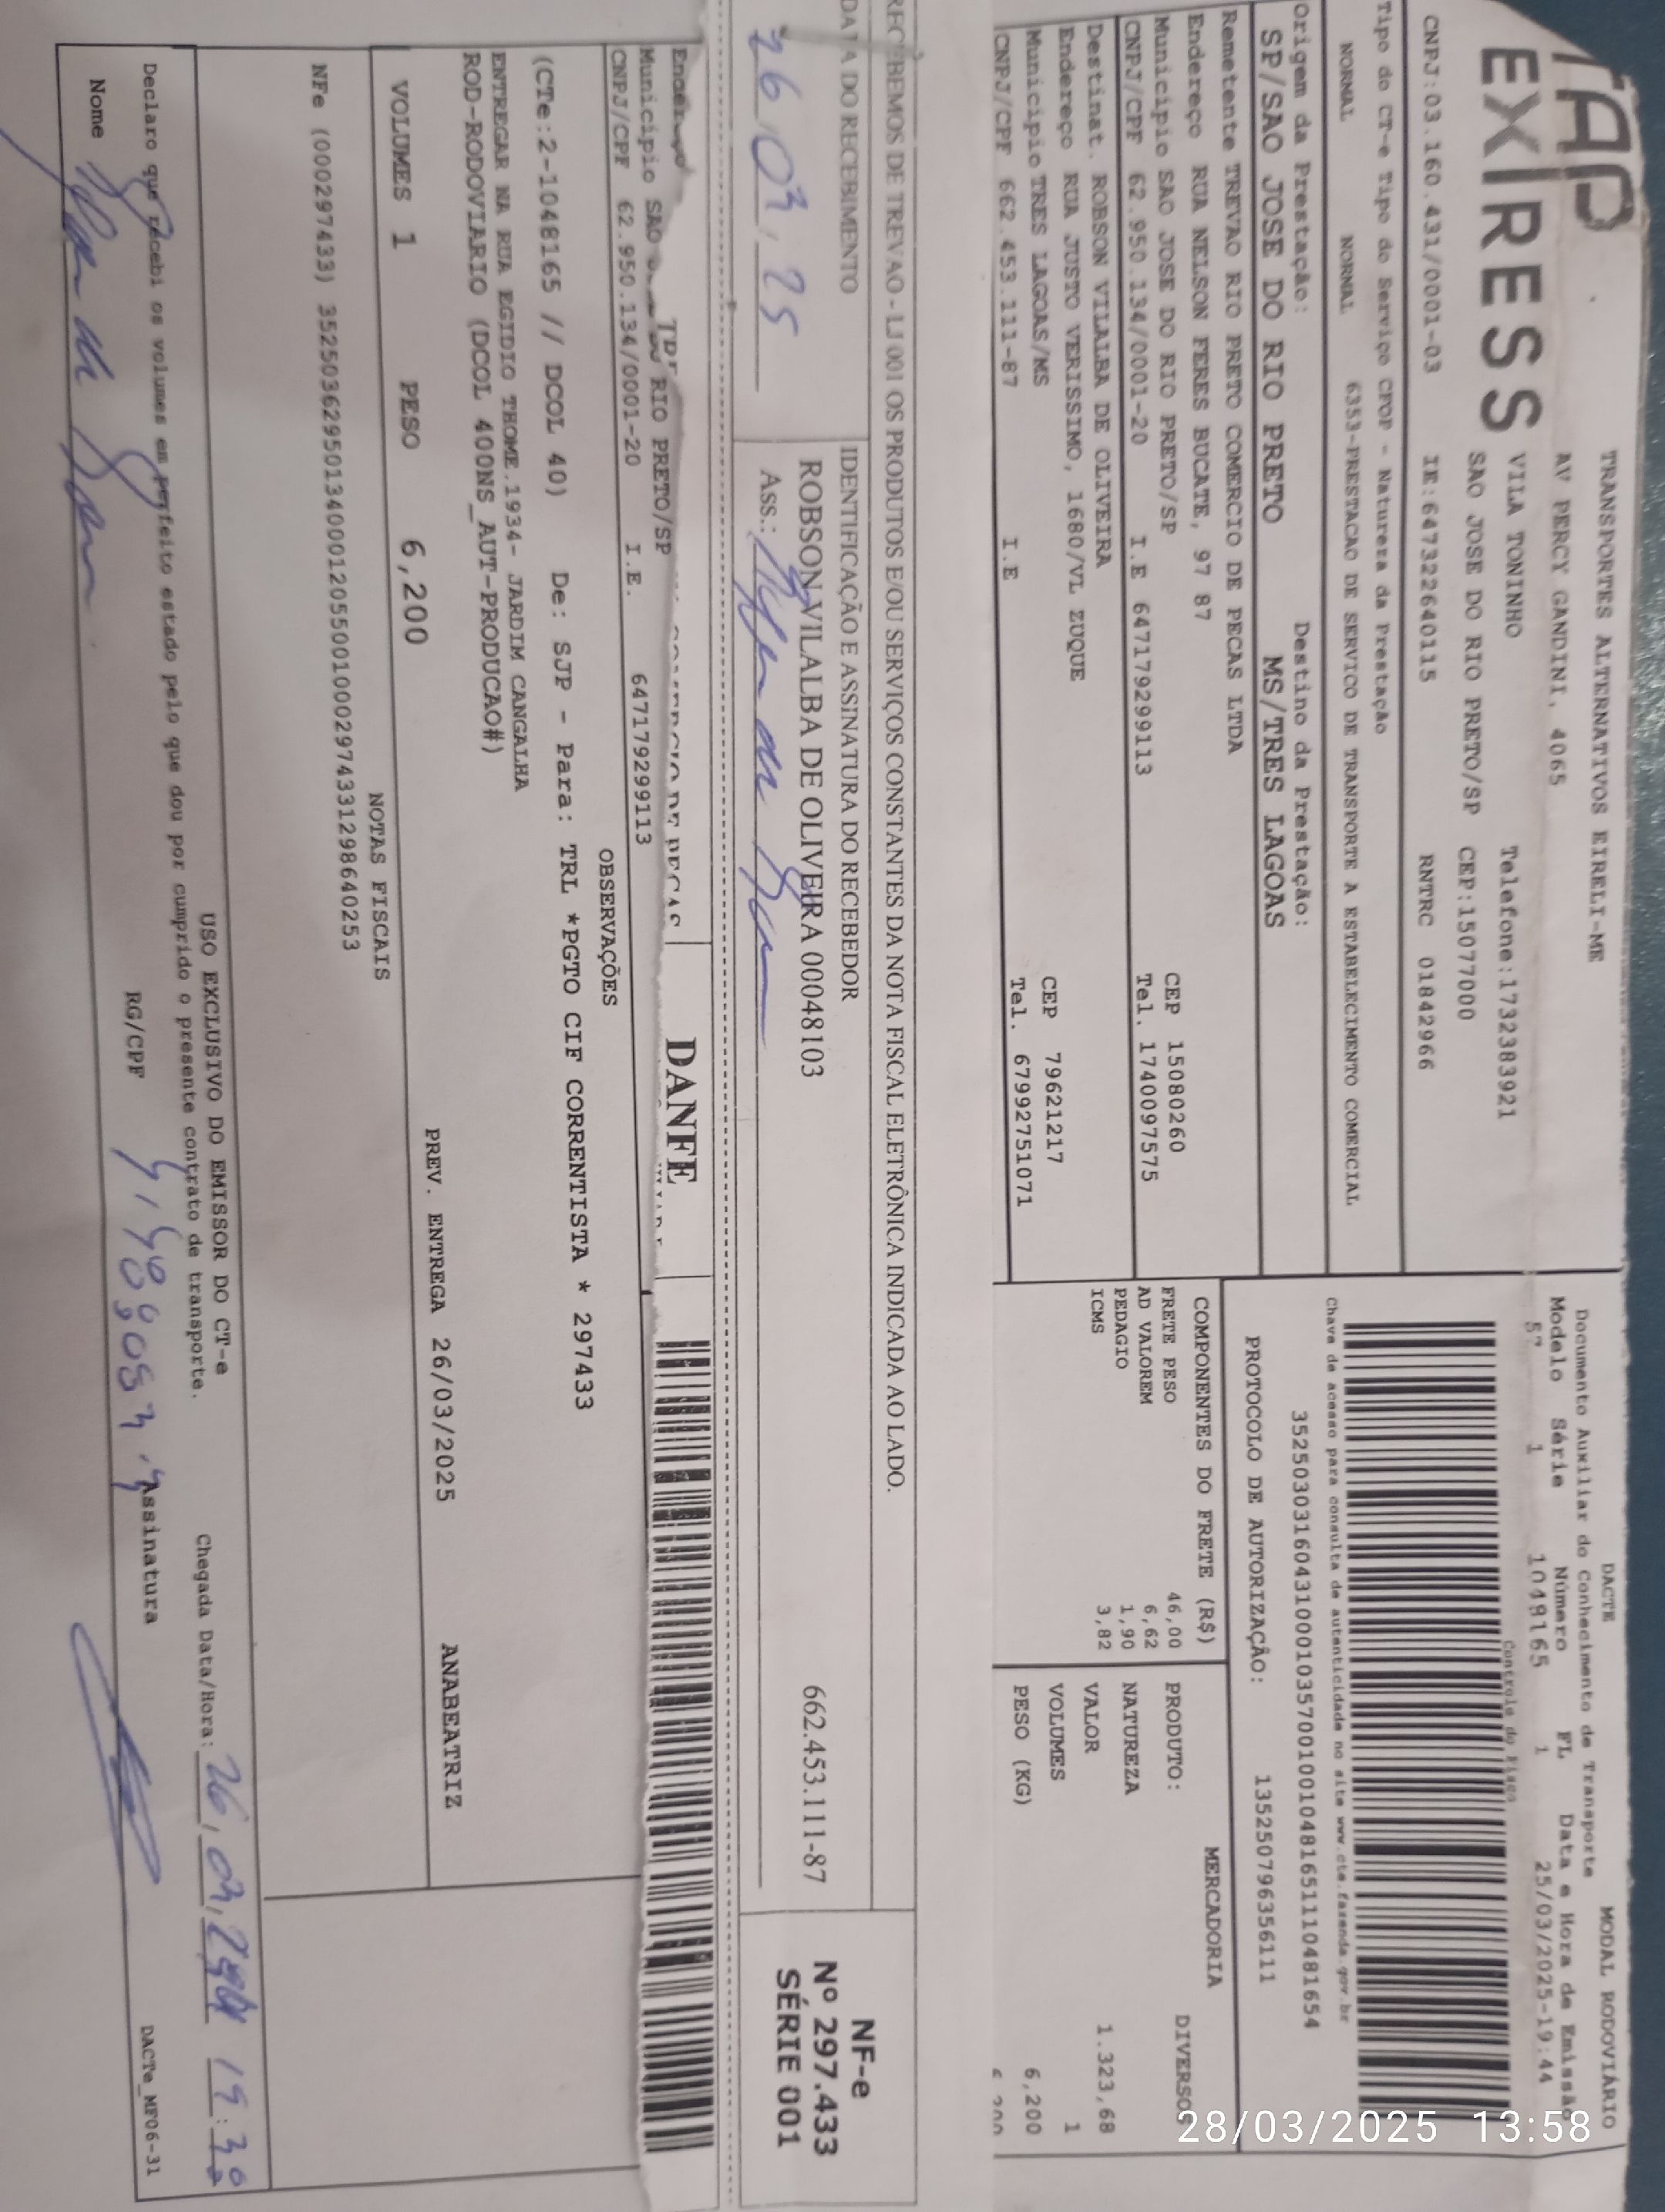 TAP
EXPRESS
TRANSPORTES ALTERNATIVOS EIRELI-ME
AV PERCY GANDINI, 4065
VILA TONINHO Telefone:1732383921
SAO JOSE DO RIO PRETO/SP CEP:15077000
CNPJ:03.160.431/0001-03 IE:647322640115 RNTRC 01842966
DACTE MODAL RODOVIÁRIO
Documento Auxiliar do Conhecimento de Transporte
Modelo Série Número FL Data e Hora de Emissão
57 1 1048165 1 25/03/2025-19:44
Controle do Fisco
Chave de acesso para consulta de autenticidade no site www.cte.fazenda.gov.br
35250303160431000103570010010481651110481654
PROTOCOLO DE AUTORIZAÇÃO: 135250796356111
Tipo do CT-e Tipo do Serviço CFOP - Natureza da Prestação
NORMAL NORMAL 6353-PRESTACAO DE SERVICO DE TRANSPORTE A ESTABELECIMENTO COMERCIAL
Origem da Prestação: Destino da Prestação:
SP/SAO JOSE DO RIO PRETO MS/TRES LAGOAS
Remetente TREVAO RIO PRETO COMERCIO DE PECAS LTDA
Endereço RUA NELSON FERES BUCATE, 97 87
Municipio SAO JOSE DO RIO PRETO/SP CEP 15080260
CNPJ/CPF 62.950.134/0001-20 I.E 647179299113 Tel. 1740097575
Destinat. ROBSON VILALBA DE OLIVEIRA
Endereço RUA JUSTO VERISSIMO, 1680/VL ZUQUE
Municipio TRES LAGOAS/MS CEP 79621217
CNPJ/CPF 662.453.111-87 I.E Tel. 67992751071
COMPONENTES DO FRETE (R$)
FRETE PESO 46,00
AD VALOREM 6,62
PEDAGIO 1,90
ICMS 3,82
MERCADORIA
PRODUTO: DIVERSOS
NATUREZA
VALOR 1.323,68
VOLUMES 1
PESO (KG) 6,200
28/03/2025 13:58
RECEBEMOS DE TREVAO - LJ 001 OS PRODUTOS E/OU SERVIÇOS CONSTANTES DA NOTA FISCAL ELETRÔNICA INDICADA AO LADO.
DATA DO RECEBIMENTO IDENTIFICAÇÃO E ASSINATURA DO RECEBEDOR
26 03 25
ROBSON VILALBA DE OLIVEIRA 00048103 662.453.111-87
Ass.:
NF-e
Nº 297.433
SÉRIE 001
DANFE
Municipio SAO RIO PRETO/SP
CNPJ/CPF 62.950.134/0001-20 I.E. 647179299113
OBSERVAÇÕES
(CTe:2-1048165 // DCOL 40) De: SJP - Para: TRL *PGTO CIF CORRENTISTA * 297433
ENTREGAR NA RUA EGIDIO THOME.1934- JARDIM CANGALHA
ROD-RODOVIARIO (DCOL 400NS_AUT-PRODUCAO#)
VOLUMES 1 PESO 6,200 PREV. ENTREGA 26/03/2025 ANABEATRIZ
NOTAS FISCAIS
NFe (000297433) 35250362950134000120550010002974331298640253
USO EXCLUSIVO DO EMISSOR DO CT-e
Declaro que recebi os volumes em perfeito estado pelo que dou por cumprido o presente contrato de transporte.
Chegada Data/Hora: 26, 03,
Nome RG/CPF Assinatura
DACTe_MF06-31